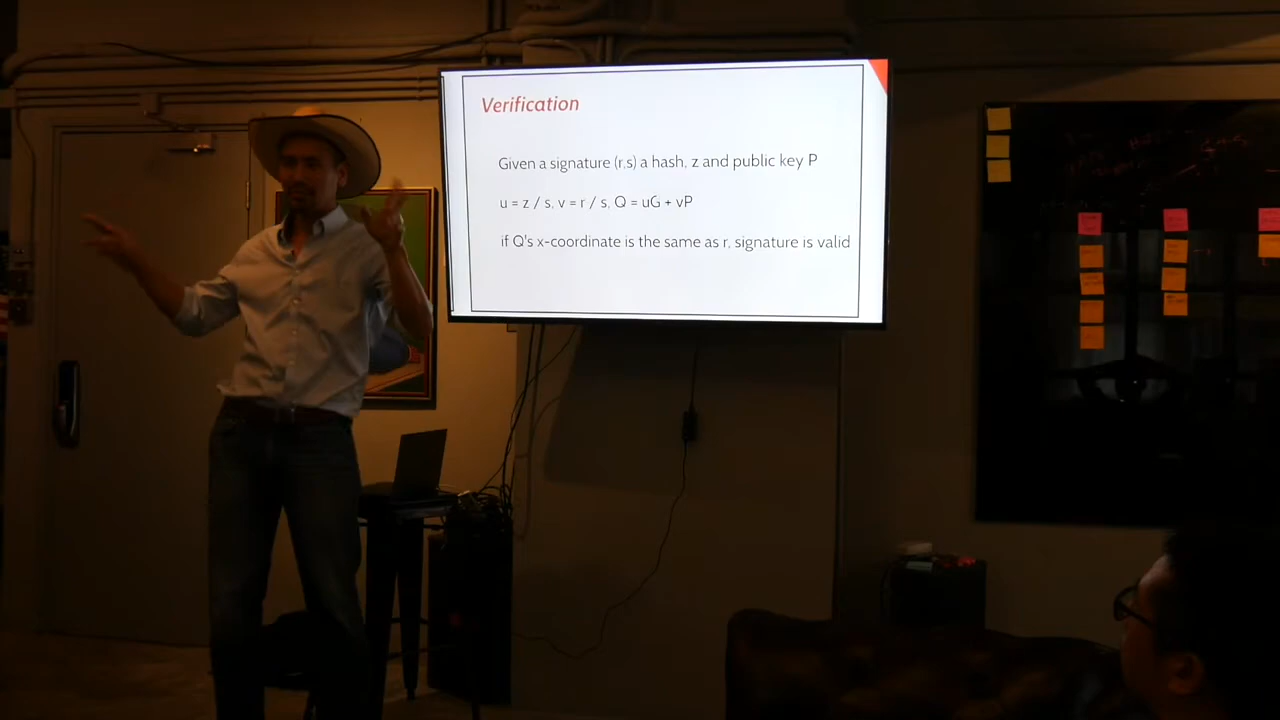 Verification
Given a signature (r,s) a hash, z and public key P
u = z / s, v = r / s, Q = uG + vP
if Q's x-coordinate is the same as r, signature is valid